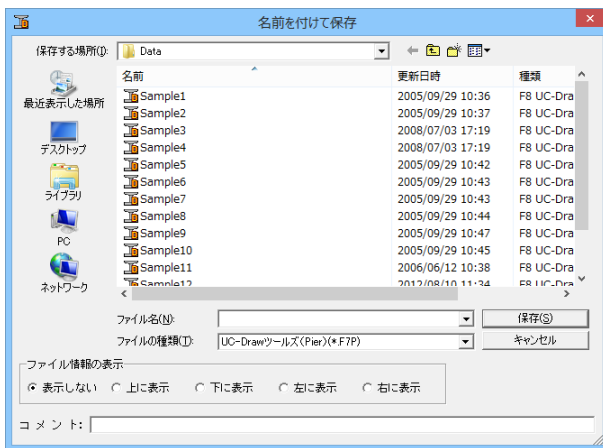 名前を付けて保存
保存する場所(I): Data
名前 更新日時 種類
Sample1 2005/09/29 10:36 F8 UC-Dra
Sample2 2005/09/29 10:37 F8 UC-Dra
Sample3 2008/07/03 17:19 F8 UC-Dra
Sample4 2008/07/03 17:19 F8 UC-Dra
Sample5 2005/09/29 10:42 F8 UC-Dra
Sample6 2005/09/29 10:43 F8 UC-Dra
Sample7 2005/09/29 10:43 F8 UC-Dra
Sample8 2005/09/29 10:44 F8 UC-Dra
Sample9 2005/09/29 10:47 F8 UC-Dra
Sample10 2005/09/29 10:45 F8 UC-Dra
Sample11 2006/06/12 10:38 F8 UC-Dra
Sample12 2012/08/10 11:34 F8 UC-Dra
最近表示した場所
デスクトップ
ライブラリ
PC
ネットワーク
ファイル名(N): 保存(S)
ファイルの種類(T): UC-Drawツールズ(Pier)(*.F7P) キャンセル
ファイル情報の表示
表示しない 上に表示 下に表示 左に表示 右に表示
コメント: